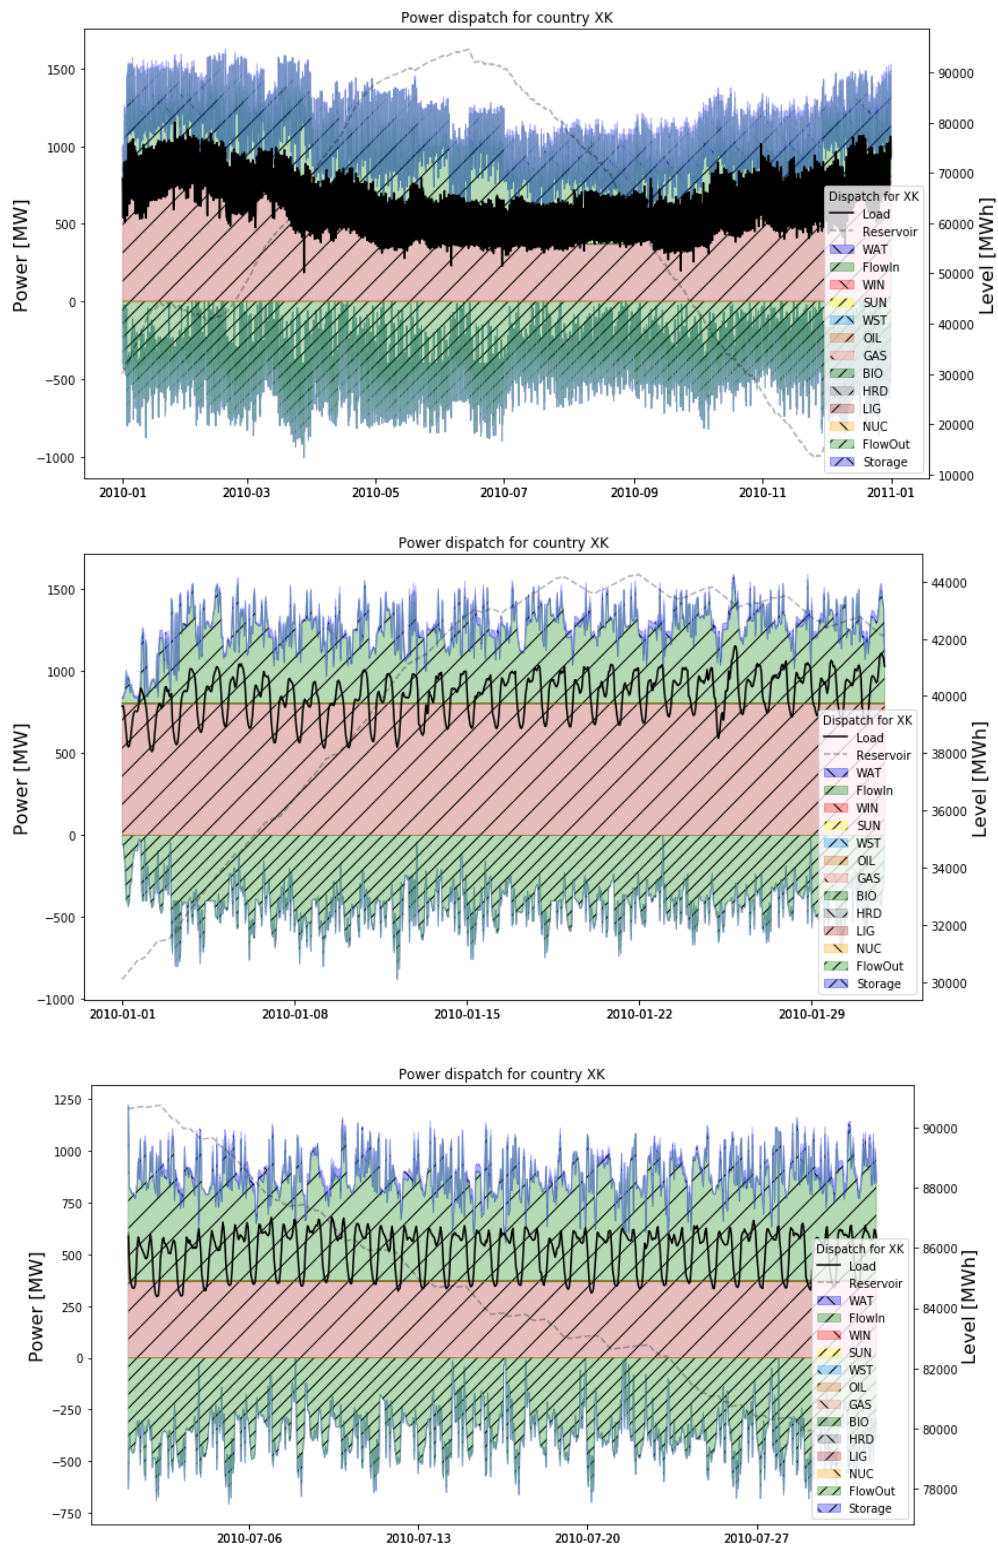 Power dispatch for country XK
Power [MW]
1500
1000
500
0
−500
−1000
90000
80000
70000
60000
50000
40000
30000
20000
10000
Level [MWh]
Dispatch for XK
Load
Reservoir
WAT
FlowIn
WIN
SUN
WST
OIL
GAS
BIO
HRD
LIG
NUC
FlowOut
Storage
2010-01 2010-03 2010-05 2010-07 2010-09 2010-11 2011-01
Power dispatch for country XK
Power [MW]
1500
1000
500
0
−500
−1000
44000
42000
40000
38000
36000
34000
32000
30000
Level [MWh]
Dispatch for XK
Load
Reservoir
WAT
FlowIn
WIN
SUN
WST
OIL
GAS
BIO
HRD
LIG
NUC
FlowOut
Storage
2010-01-01 2010-01-08 2010-01-15 2010-01-22 2010-01-29
Power dispatch for country XK
Power [MW]
1250
1000
750
500
250
0
−250
−500
−750
90000
88000
86000
84000
82000
80000
78000
Level [MWh]
Dispatch for XK
Load
Reservoir
WAT
FlowIn
WIN
SUN
WST
OIL
GAS
BIO
HRD
LIG
NUC
FlowOut
Storage
2010-07-06 2010-07-13 2010-07-20 2010-07-27